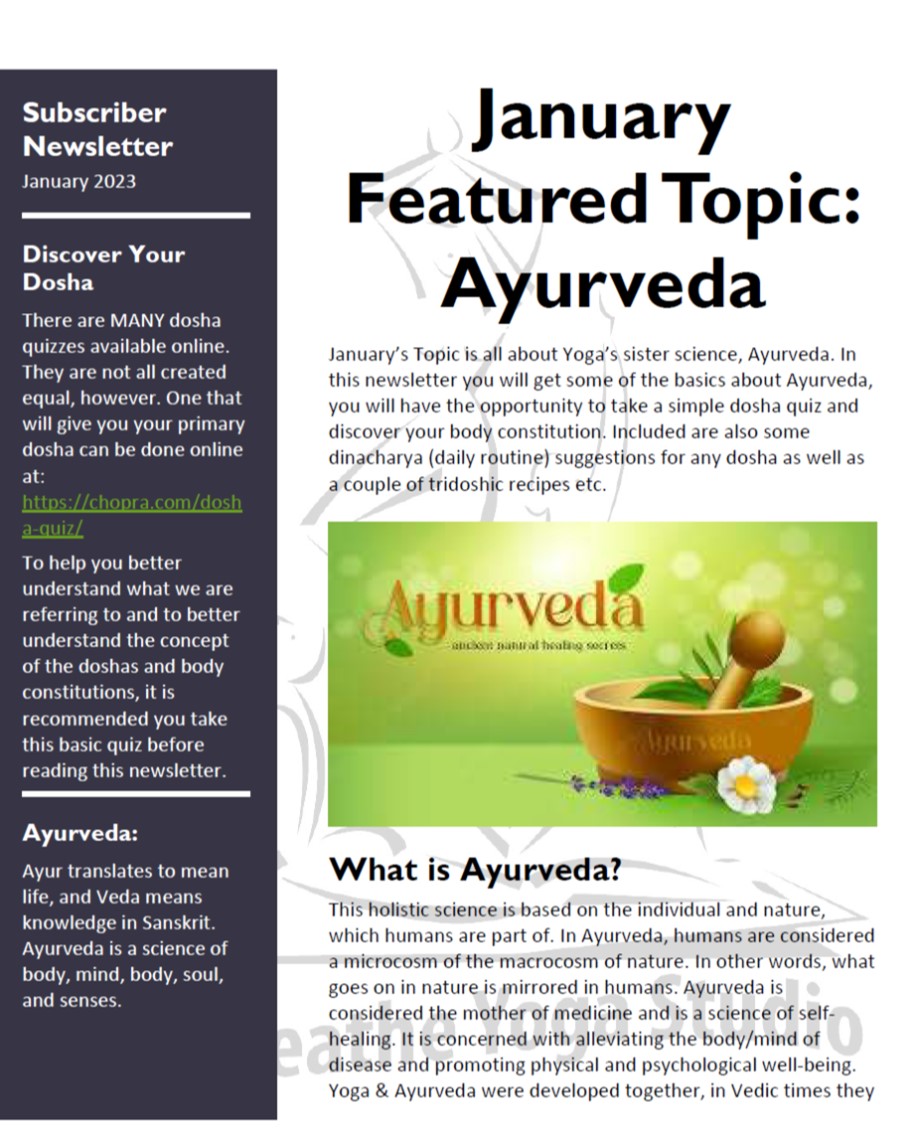 Subscriber
Newsletter
January 2023
Discover Your
Dosha
There are MANY dosha
quizzes available online.
They are not all created
equal, however. One that
will give you your primary
dosha can be done online
at:
https://chopra.com/dosh
a-quiz/
To help you better
understand what we are
referring to and to better
understand the concept
of the doshas and body
constitutions, it is
recommended you take
this basic quiz before
reading this newsletter.
Ayurveda:
Ayur translates to mean
life, and Veda means
knowledge in Sanskrit.
Ayurveda is a science of
body, mind, body, soul,
and senses.
January
Featured Topic:
Ayurveda
January’s Topic is all about Yoga’s sister science, Ayurveda. In
this newsletter you will get some of the basics about Ayurveda,
you will have the opportunity to take a simple dosha quiz and
discover your body constitution. Included are also some
dinacharya (daily routine) suggestions for any dosha as well as
a couple of tridoshic recipes etc.
Ayurveda
ancient natural healing secrets
Ayurveda
What is Ayurveda?
This holistic science is based on the individual and nature,
which humans are part of. In Ayurveda, humans are considered
a microcosm of the macrocosm of nature. In other words, what
goes on in nature is mirrored in humans. Ayurveda is
considered the mother of medicine and is a science of self-
healing. It is concerned with alleviating the body/mind of
disease and promoting physical and psychological well-being.
Yoga & Ayurveda were developed together, in Vedic times they
eathe Yoga Studio